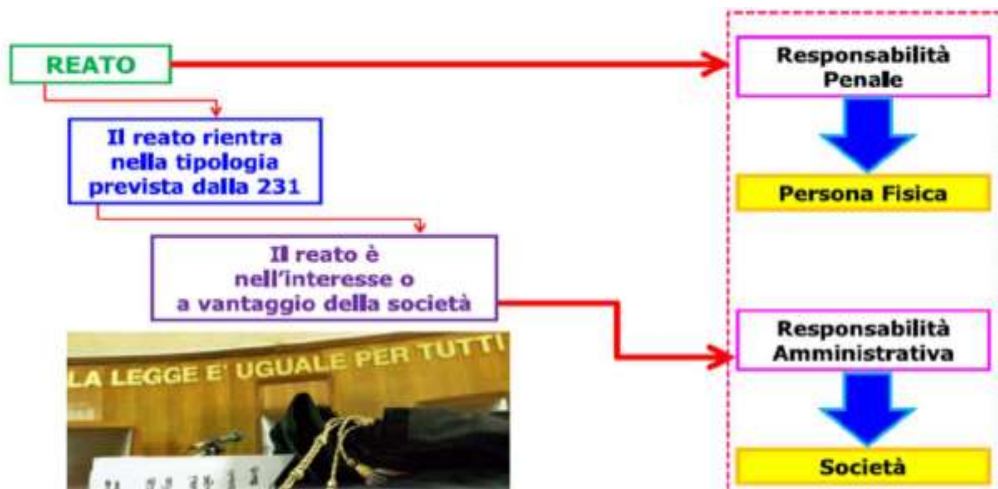 REATO
Responsabilità
Penale
Il reato rientra
nella tipologia
prevista dalla 231
Persona Fisica
Il reato è
nell'interesse o
a vantaggio della società
Responsabilità
Amministrativa
LA LEGGE E' UGUALE PER TUTTI
Società